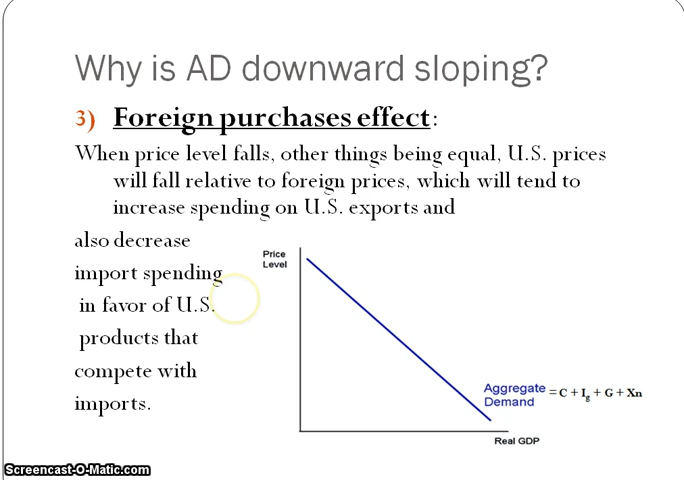 Why is AD downward sloping?
3) Foreign purchases effect:
When price level falls, other things being equal, U.S. prices
will fall relative to foreign prices, which will tend to
increase spending on U.S. exports and
also decrease
import spending
in favor of U.S.
products that
compete with
imports.
Price
Level
Aggregate = C + Ig + G + Xn
Demand
Real GDP
Screencast-O-Matic.com